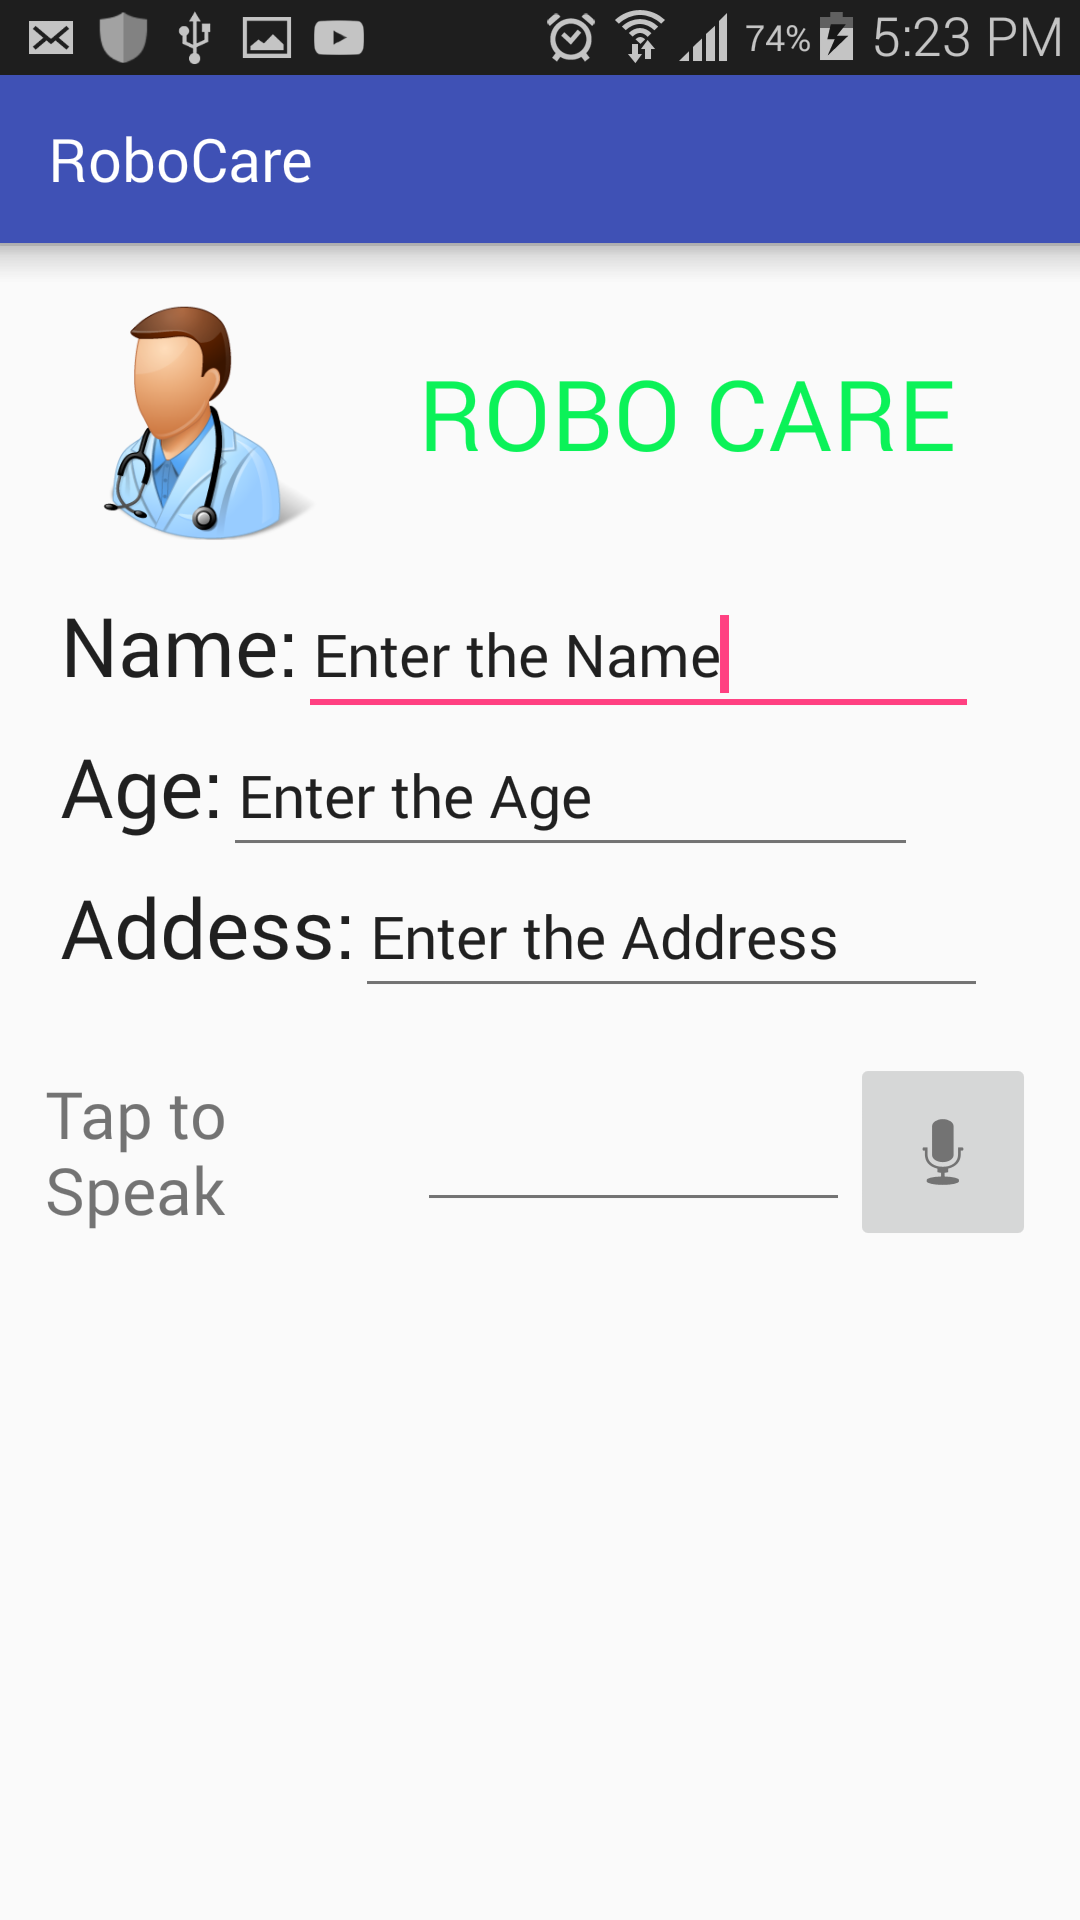 74% 5:23 PM
RoboCare
ROBO CARE
Name: Enter the Name
Age: Enter the Age
Addess: Enter the Address
Tap to
Speak